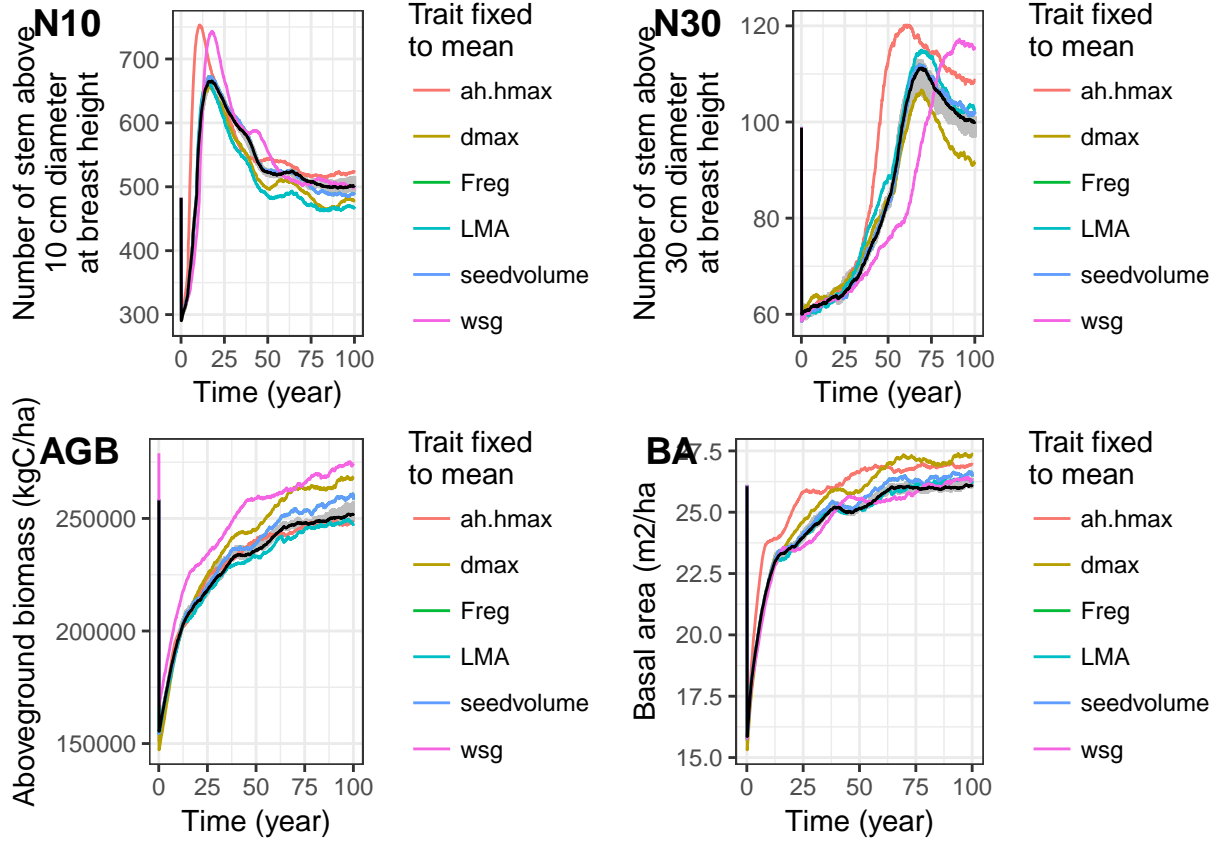 N10
Number of stem above
10 cm diameter
at breast height
700
600
500
400
300
0 25 50 75 100
Time (year)
Trait fixed
to mean
ah.hmax
dmax
Freg
LMA
seedvolume
wsg
N30
Number of stem above
30 cm diameter
at breast height
120
100
80
60
0 25 50 75 100
Time (year)
Trait fixed
to mean
ah.hmax
dmax
Freg
LMA
seedvolume
wsg
AGB
Aboveground biomass (kgC/ha)
250000
200000
150000
0 25 50 75 100
Time (year)
Trait fixed
to mean
ah.hmax
dmax
Freg
LMA
seedvolume
wsg
BA
Basal area (m2/ha)
27.5
25.0
22.5
20.0
17.5
15.0
0 25 50 75 100
Time (year)
Trait fixed
to mean
ah.hmax
dmax
Freg
LMA
seedvolume
wsg